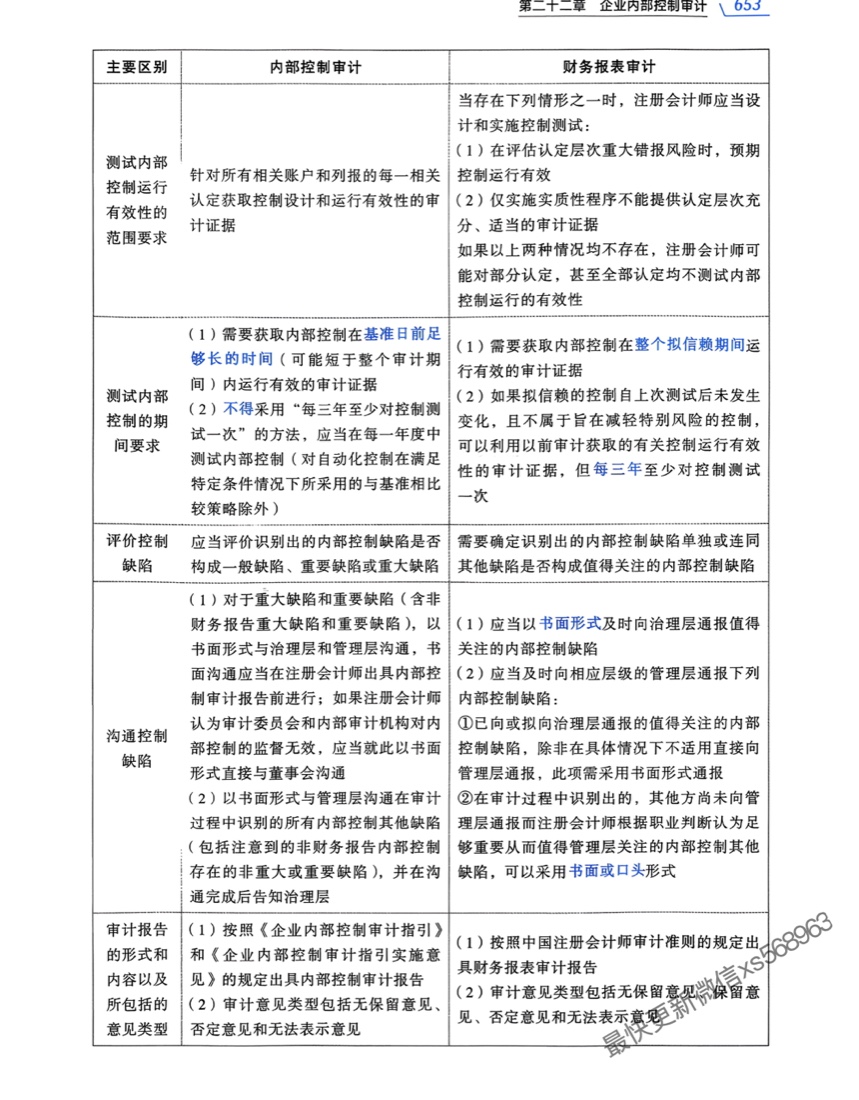 第二十二章 企业内部控制审计 653
主要区别
内部控制审计
财务报表审计
测试内部
控制运行
有效性的
范围要求
针对所有相关账户和列报的每一相关
认定获取控制设计和运行有效性的审
计证据
当存在下列情形之一时，注册会计师应当设
计和实施控制测试：
（1）在评估认定层次重大错报风险时，预期
控制运行有效
（2）仅实施实质性程序不能提供认定层次充
分、适当的审计证据
如果以上两种情况均不存在，注册会计师可
能对部分认定，甚至全部认定均不测试内部
控制运行的有效性
测试内部
控制的期
间要求
（1）需要获取内部控制在基准日前足
够长的时间（可能短于整个审计期
间）内运行有效的审计证据
（2）不得采用“每三年至少对控制测
试一次”的方法，应当在每一年度中
测试内部控制（对自动化控制在满足
特定条件情况下所采用的与基准相比
较策略除外）
（1）需要获取内部控制在整个拟信赖期间运
行有效的审计证据
（2）如果拟信赖的控制自上次测试后未发生
变化，且不属于旨在减轻特别风险的控制，
可以利用以前审计获取的有关控制运行有效
性的审计证据，但每三年至少对控制测试
一次
评价控制
缺陷
应当评价识别出的内部控制缺陷是否
构成一般缺陷、重要缺陷或重大缺陷
需要确定识别出的内部控制缺陷单独或连同
其他缺陷是否构成值得关注的内部控制缺陷
沟通控制
缺陷
（1）对于重大缺陷和重要缺陷（含非
财务报告重大缺陷和重要缺陷），以
书面形式与治理层和管理层沟通，书
面沟通应当在注册会计师出具内部控
制审计报告前进行；如果注册会计师
认为审计委员会和内部审计机构对内
部控制的监督无效，应当就此以书面
形式直接与董事会沟通
（2）以书面形式与管理层沟通在审计
过程中识别的所有内部控制其他缺陷
（包括注意到的非财务报告内部控制
存在的非重大或重要缺陷），并在沟
通完成后告知治理层
（1）应当以书面形式及时向治理层通报值得
关注的内部控制缺陷
（2）应当及时向相应层级的管理层通报下列
内部控制缺陷：
①已向或拟向治理层通报的值得关注的内部
控制缺陷，除非在具体情况下不适用直接向
管理层通报，此项需采用书面形式通报
②在审计过程中识别出的，其他方尚未向管
理层通报而注册会计师根据职业判断认为足
够重要从而值得管理层关注的内部控制其他
缺陷，可以采用书面或口头形式
审计报告
的形式和
内容以及
所包括的
意见类型
（1）按照《企业内部控制审计指引》
和《企业内部控制审计指引实施意
见》的规定出具内部控制审计报告
（2）审计意见类型包括无保留意见、
否定意见和无法表示意见
（1）按照中国注册会计师审计准则的规定出
具财务报表审计报告
（2）审计意见类型包括无保留意见、保留意
见、否定意见和无法表示意见
最快更新微信xs568963